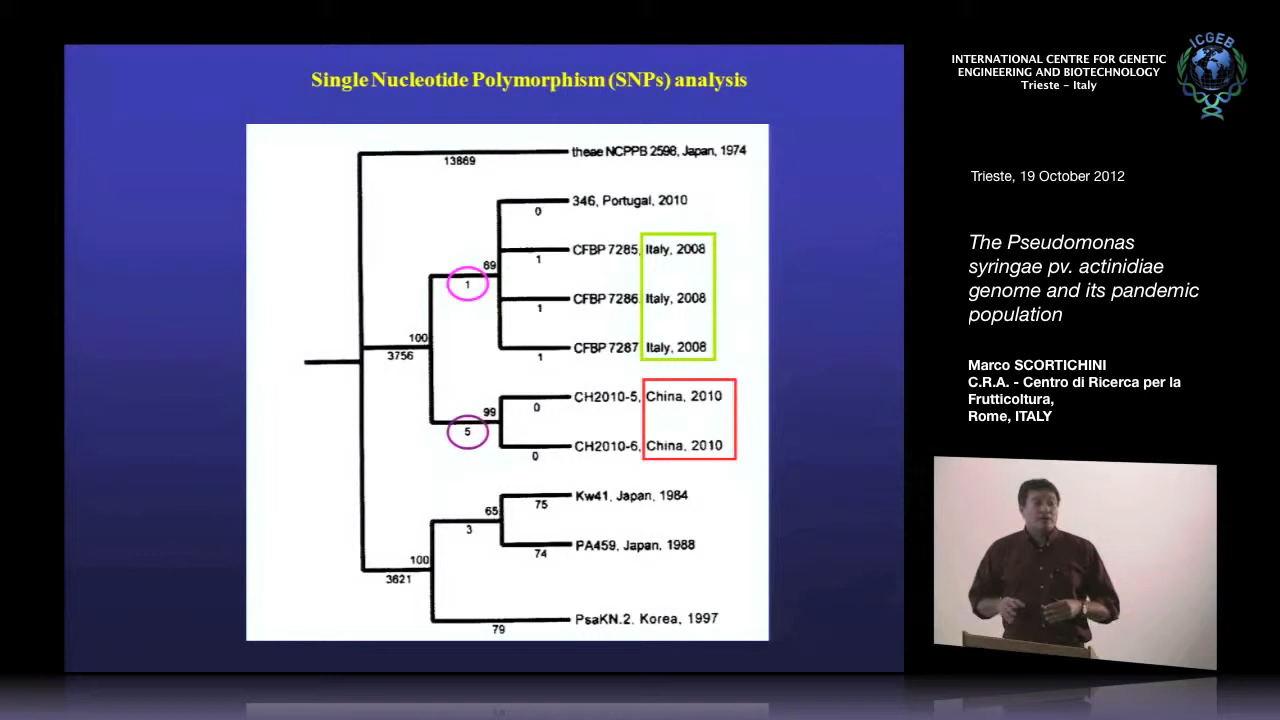 Single Nucleotide Polymorphism (SNPs) analysis
theae NCPPB 2598, Japan, 1974
13869
346, Portugal, 2010
0
CFBP 7285, Italy, 2008
69
1
1
CFBP 7286, Italy, 2008
1
100
3756
CFBP 7287, Italy, 2008
1
CH2010-5, China, 2010
99
0
5
CH2010-6, China, 2010
0
Kw41, Japan, 1984
65
75
3
PA459, Japan, 1988
74
100
3621
PsaKN.2, Korea, 1997
79
INTERNATIONAL CENTRE FOR GENETIC
ENGINEERING AND BIOTECHNOLOGY
Trieste - Italy
ICGEB
Trieste, 19 October 2012
The Pseudomonas
syringae pv. actinidiae
genome and its pandemic
population
Marco SCORTICHINI
C.R.A. - Centro di Ricerca per la
Frutticoltura,
Rome, ITALY